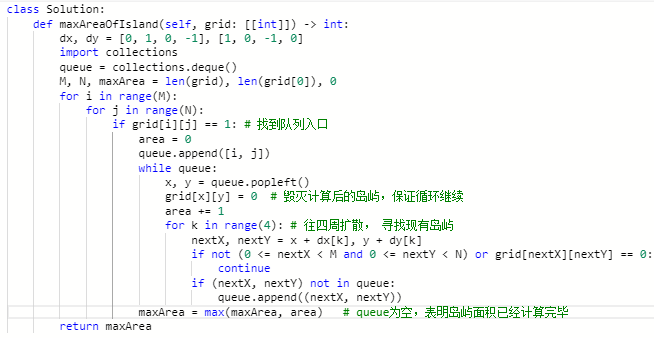 class Solution:
    def maxAreaOfIsland(self, grid: [[int]]) -> int:
        dx, dy = [0, 1, 0, -1], [1, 0, -1, 0]
        import collections
        queue = collections.deque()
        M, N, maxArea = len(grid), len(grid[0]), 0
        for i in range(M):
            for j in range(N):
                if grid[i][j] == 1: # 找到队列入口
                    area = 0
                    queue.append([i, j])
                    while queue:
                        x, y = queue.popleft()
                        grid[x][y] = 0  # 毁灭计算后的岛屿，保证循环继续
                        area += 1
                        for k in range(4): # 往四周扩散， 寻找现有岛屿
                            nextX, nextY = x + dx[k], y + dy[k]
                            if not (0 <= nextX < M and 0 <= nextY < N) or grid[nextX][nextY] == 0:
                                continue
                            if (nextX, nextY) not in queue:
                                queue.append((nextX, nextY))
                    maxArea = max(maxArea, area)   # queue为空，表明岛屿面积已经计算完毕
        return maxArea